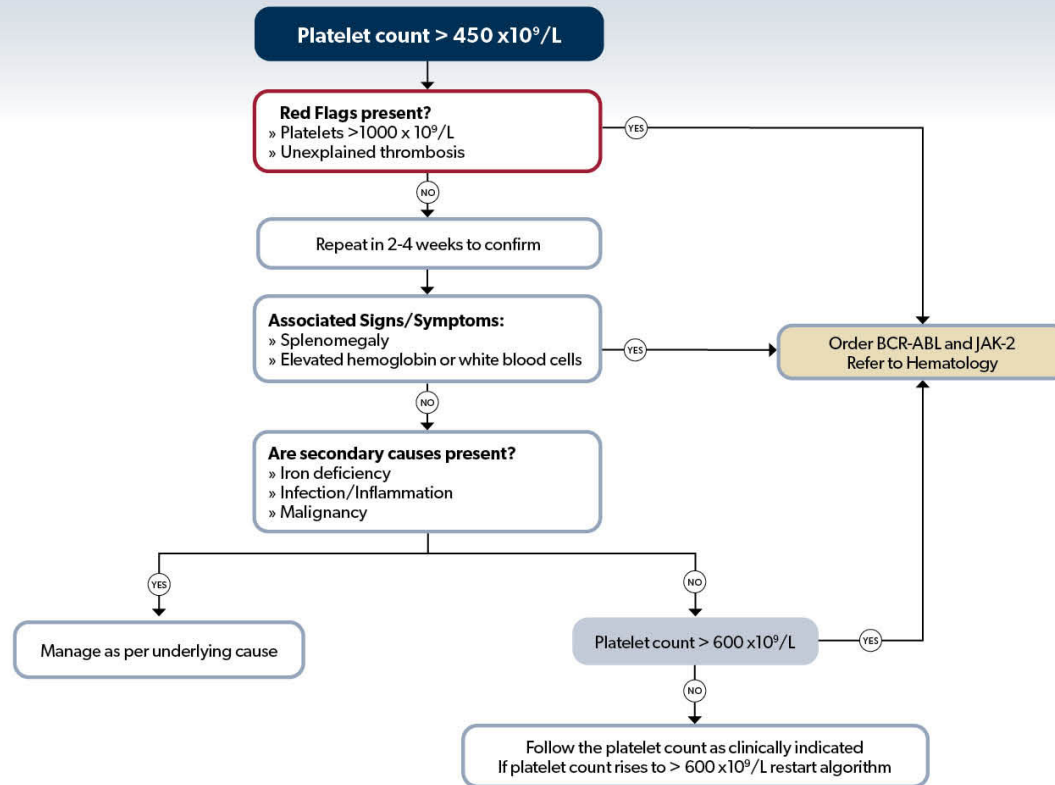 Platelet count > 450 x10⁹/L
Red Flags present?
» Platelets >1000 x 10⁹/L
» Unexplained thrombosis
YES
NO
Repeat in 2-4 weeks to confirm
Associated Signs/Symptoms:
» Splenomegaly
» Elevated hemoglobin or white blood cells
YES
Order BCR-ABL and JAK-2
Refer to Hematology
NO
Are secondary causes present?
» Iron deficiency
» Infection/Inflammation
» Malignancy
YES
NO
Manage as per underlying cause
Platelet count > 600 x10⁹/L
YES
NO
Follow the platelet count as clinically indicated
If platelet count rises to > 600 x10⁹/L restart algorithm